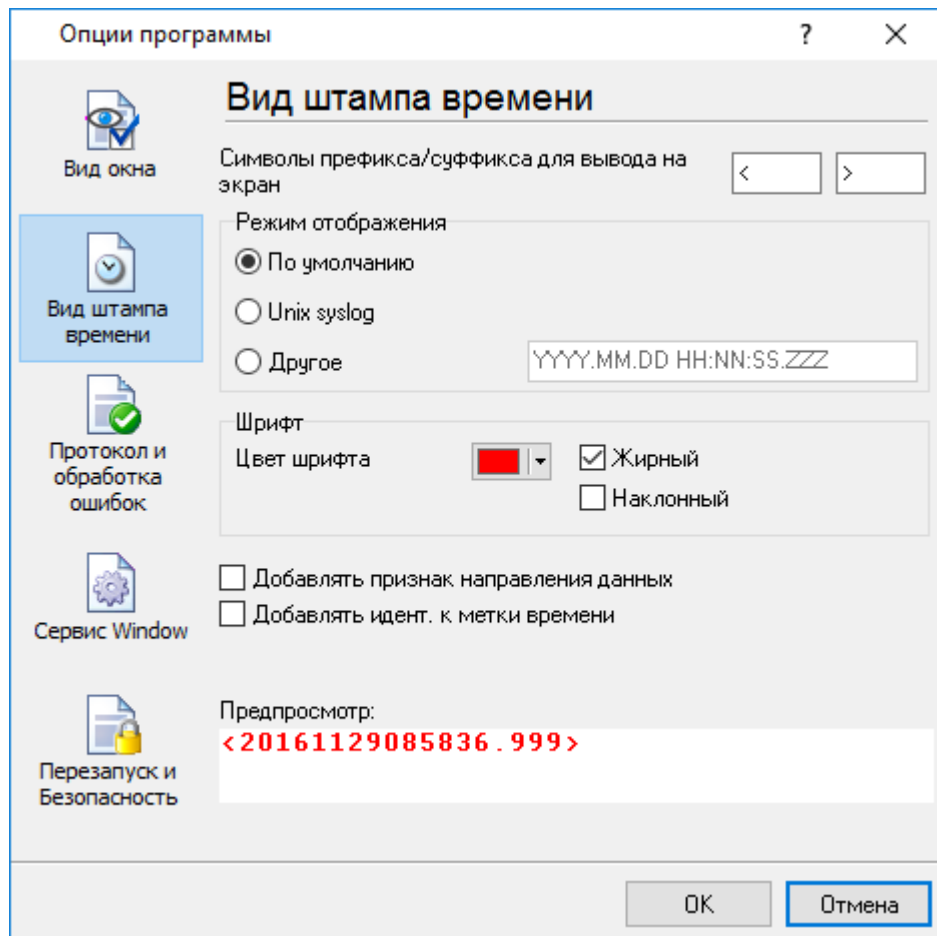 Опции программы
?
Вид окна
Вид штампа
времени
Протокол и
обработка
ошибок
Сервис Window
Перезапуск и
Безопасность
Вид штампа времени
Символы префикса/суффикса для вывода на
экран
<
>
Режим отображения
По умолчанию
Unix syslog
Другое
YYYY.MM.DD HH:NN:SS.ZZZ
Шрифт
Цвет шрифта
Жирный
Наклонный
Добавлять признак направления данных
Добавлять идент. к метки времени
Предпросмотр:
<20161129085836.999>
OK
Отмена